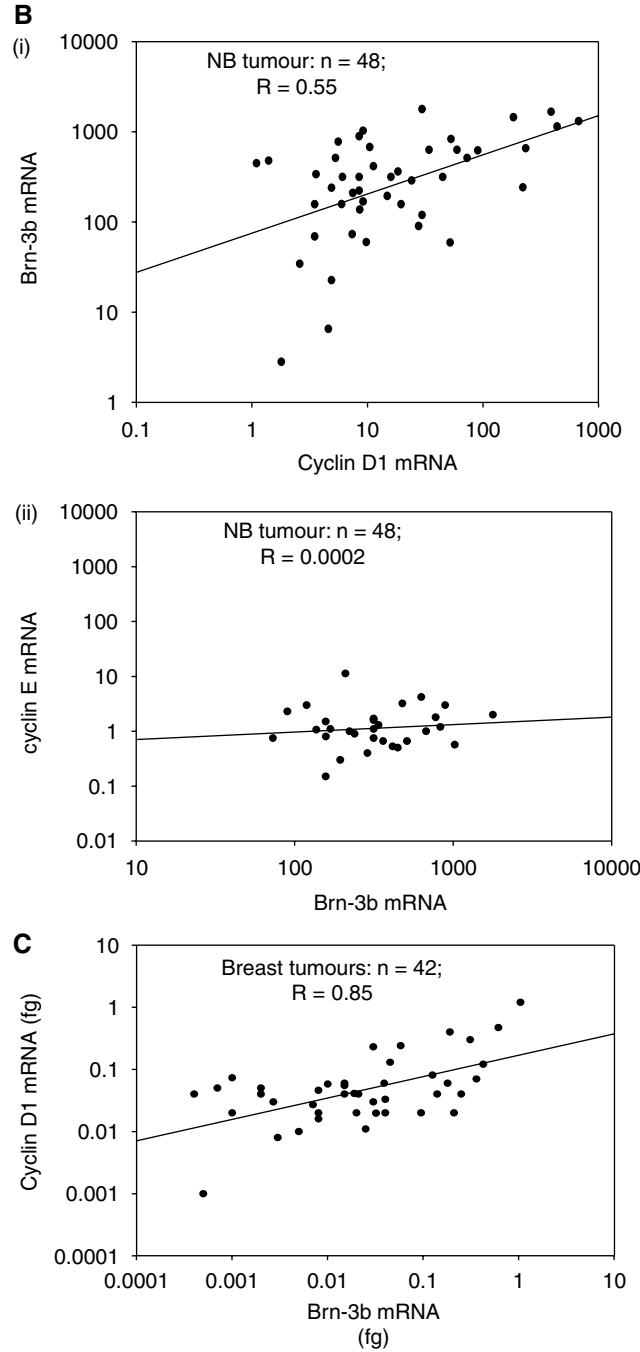 B
(i)
10000
NB tumour: n = 48;
R = 0.55
1000
Brn-3b mRNA
100
10
1
0.1 1 10 100 1000
Cyclin D1 mRNA
(ii)
10000
NB tumour: n = 48;
R = 0.0002
1000
100
cyclin E mRNA
10
1
0.1
0.01
10 100 1000 10000
Brn-3b mRNA
C
10
Breast tumours: n = 42;
R = 0.85
1
Cyclin D1 mRNA (fg)
0.1
0.01
0.001
0.0001
0.0001 0.001 0.01 0.1 1 10
Brn-3b mRNA
(fg)